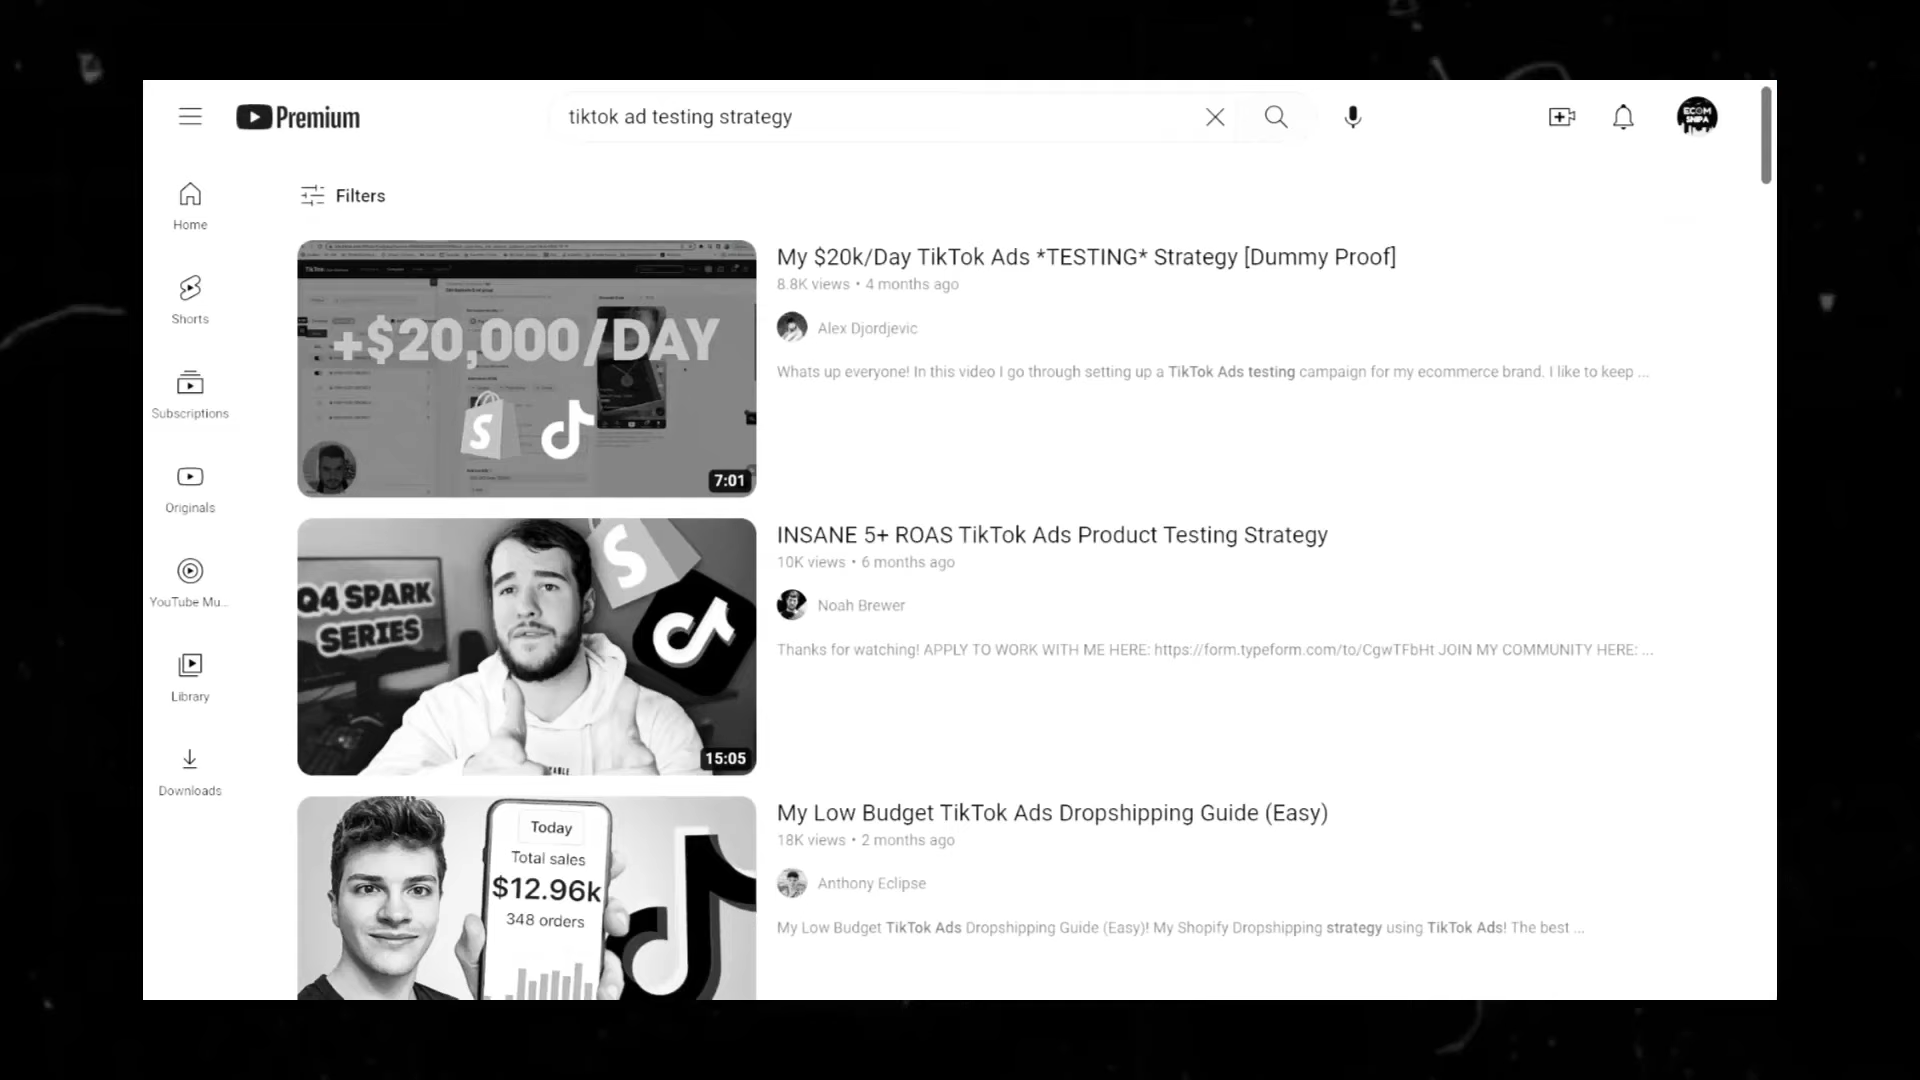 Premium
tiktok ad testing strategy
ECOM
SNIPA
Home
Shorts
Subscriptions
Originals
YouTube Mu...
Library
Downloads
Filters
+$20,000/DAY
7:01
My $20k/Day TikTok Ads *TESTING* Strategy [Dummy Proof]
8.8K views • 4 months ago
Alex Djordjevic
Whats up everyone! In this video I go through setting up a TikTok Ads testing campaign for my ecommerce brand. I like to keep ...
Q4 SPARK
SERIES
15:05
INSANE 5+ ROAS TikTok Ads Product Testing Strategy
10K views • 6 months ago
Noah Brewer
Thanks for watching! APPLY TO WORK WITH ME HERE: https://form.typeform.com/to/CgwTFbHt JOIN MY COMMUNITY HERE: ...
Today
Total sales
$12.96k
348 orders
My Low Budget TikTok Ads Dropshipping Guide (Easy)
18K views • 2 months ago
Anthony Eclipse
My Low Budget TikTok Ads Dropshipping Guide (Easy)! My Shopify Dropshipping strategy using TikTok Ads! The best ...